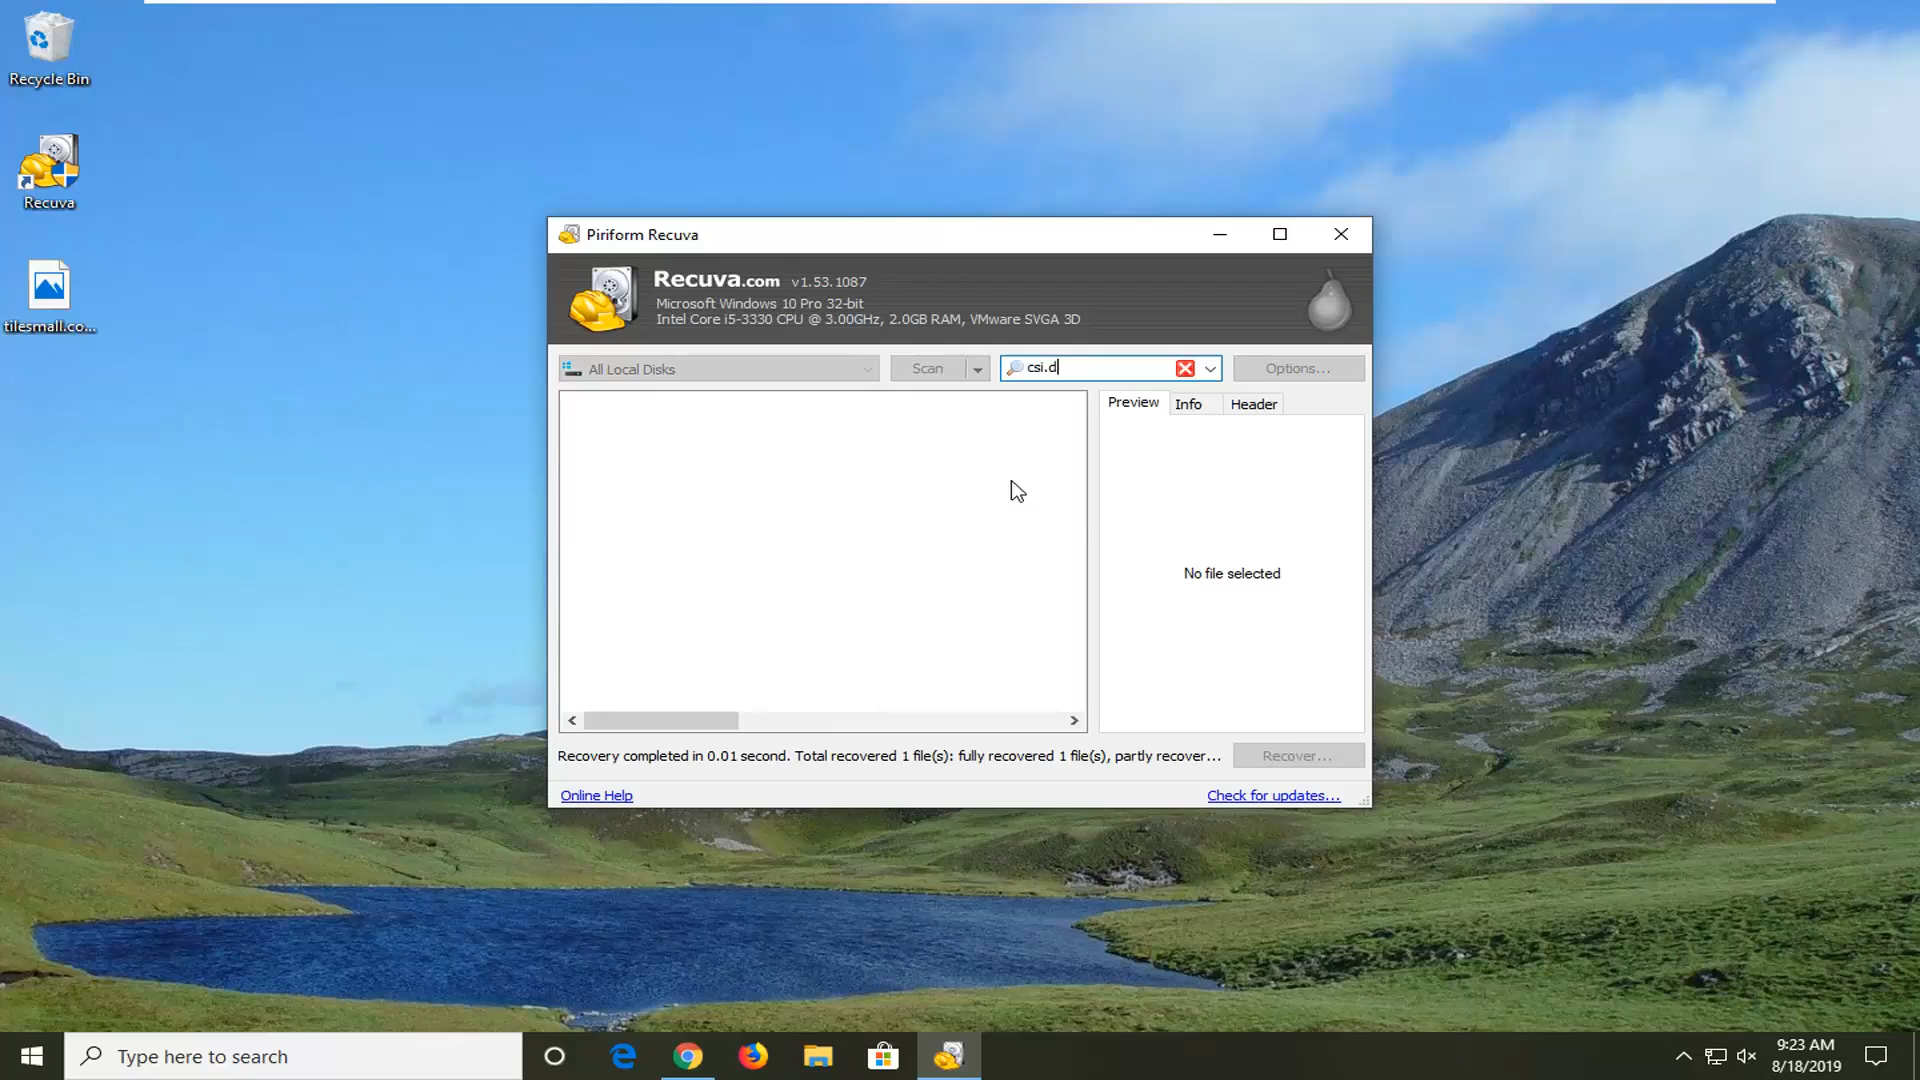 Recycle Bin
Recuva
tilesmall.co...
Piriform Recuva
Recuva.com v1.53.1087
Microsoft Windows 10 Pro 32-bit
Intel Core i5-3330 CPU @ 3.00GHz, 2.0GB RAM, VMware SVGA 3D
All Local Disks
Scan
csi.d
Options...
Preview
Info
Header
No file selected
Recovery completed in 0.01 second. Total recovered 1 file(s): fully recovered 1 file(s), partly recover...
Recover...
Online Help
Check for updates...
Type here to search
9:23 AM
8/18/2019